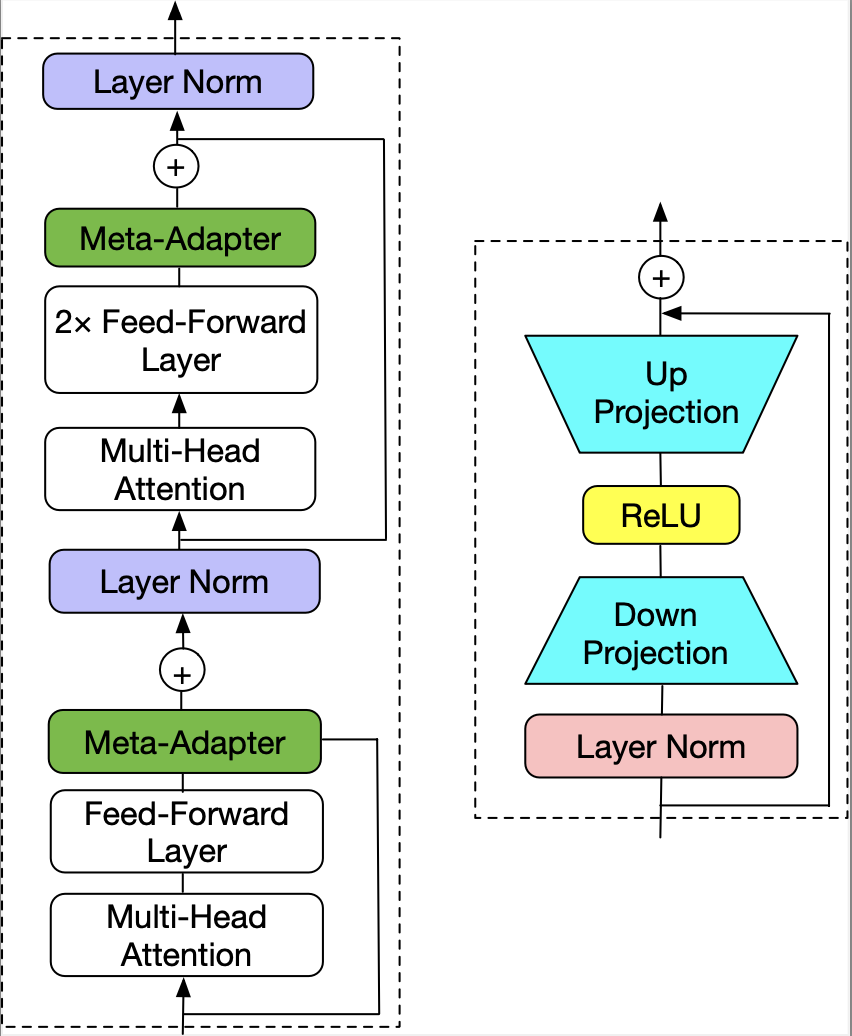 Layer Norm
+
Meta-Adapter
2× Feed-Forward
Layer
Multi-Head
Attention
Layer Norm
+
Meta-Adapter
Feed-Forward
Layer
Multi-Head
Attention
+
Up
Projection
ReLU
Down
Projection
Layer Norm